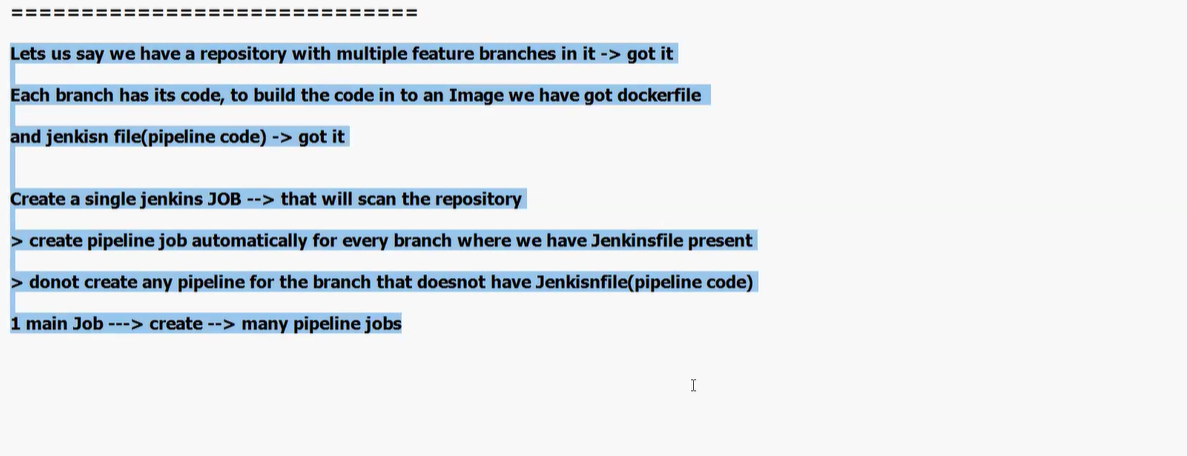 =============================
Lets us say we have a repository with multiple feature branches in it -> got it
Each branch has its code, to build the code in to an Image we have got dockerfile
and jenkisn file(pipeline code) -> got it
Create a single jenkins JOB --> that will scan the repository
> create pipeline job automatically for every branch where we have Jenkinsfile present
> donot create any pipeline for the branch that doesnot have Jenkisnfile(pipeline code)
1 main Job ---> create --> many pipeline jobs